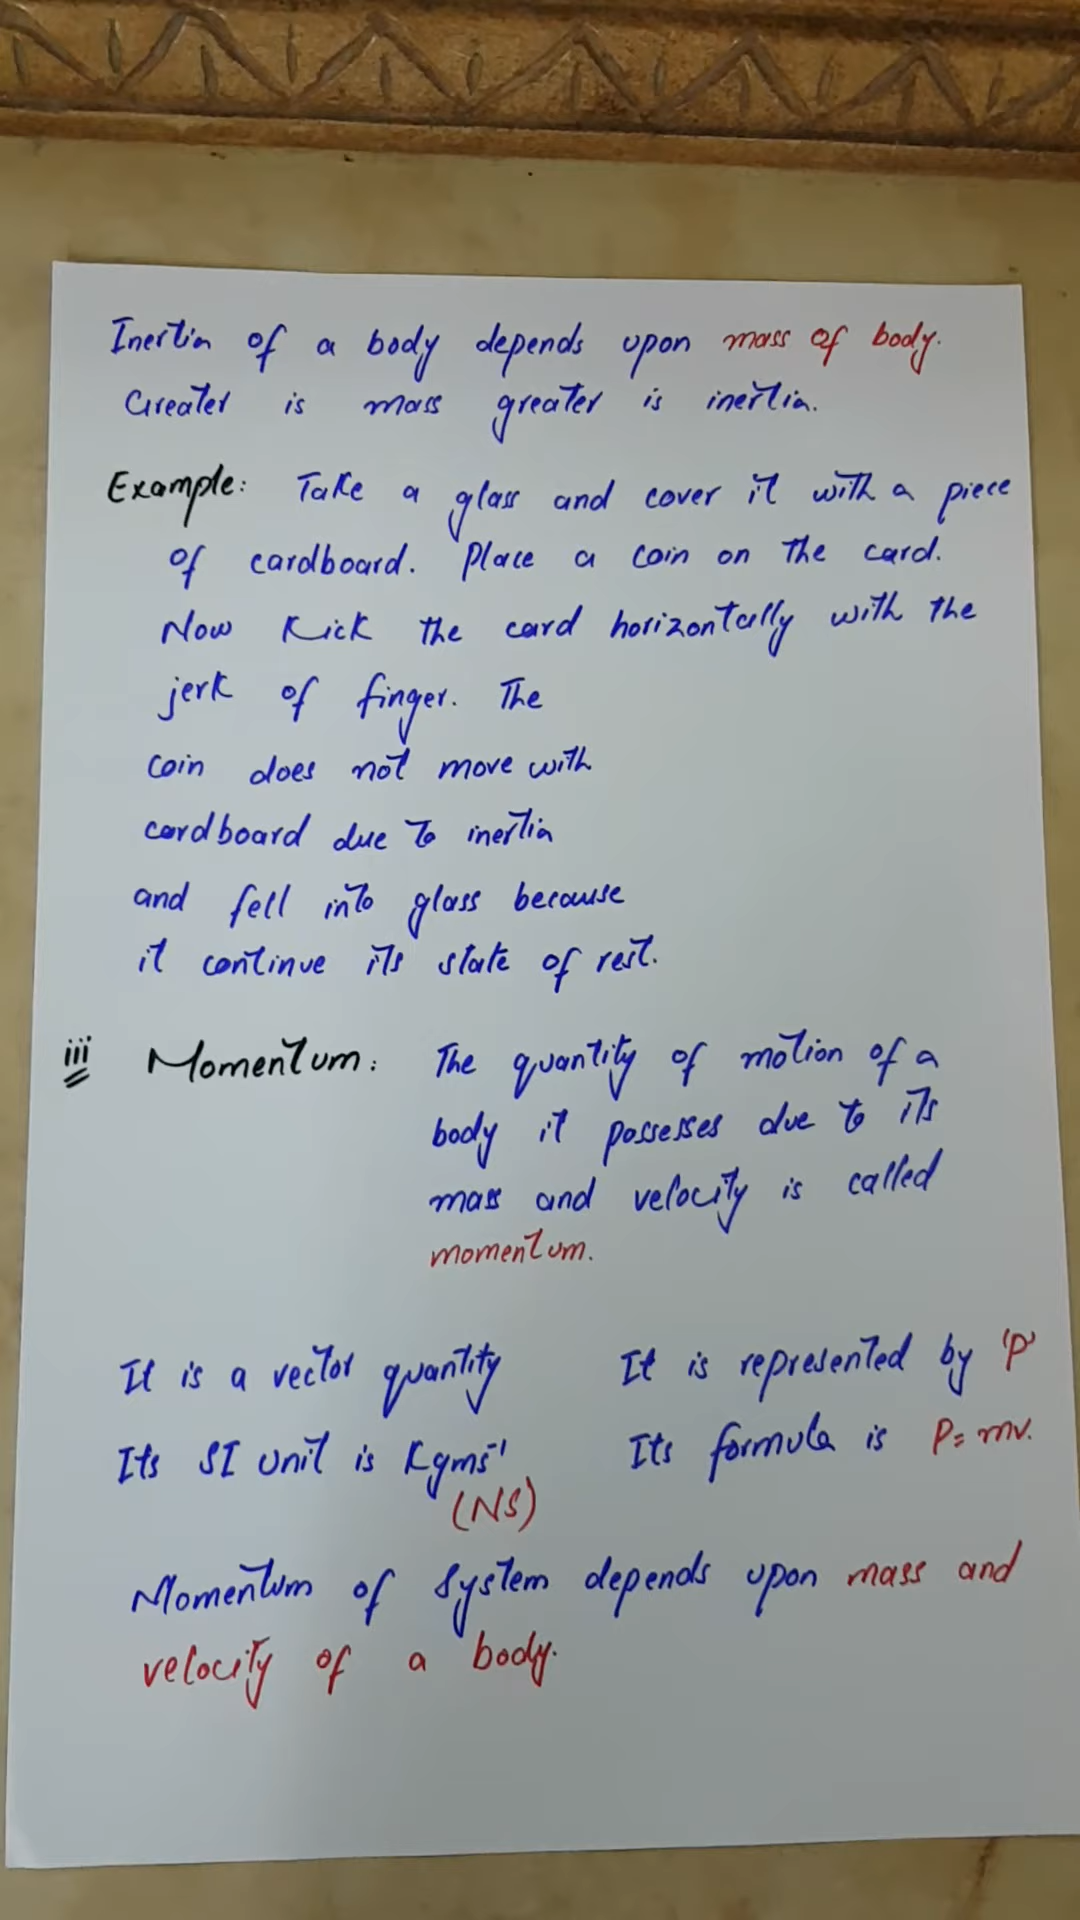 Inertia of a body depends upon mass of body.
Greater is mass greater is inertia.
Example: Take a glass and cover it with a piece
of cardboard. Place a coin on the card.
Now Kick the card horizontally with the
jerk of finger. The
coin does not move with
cardboard due to inertia
and fell into glass because
it continue its state of rest.
iii Momentum: The quantity of motion of a
body it possesses due to its
mass and velocity is called
momentum.
It is a vector quantity It is represented by 'P'
Its SI unit is Kgms⁻¹ Its formula is P=mv.
(NS)
Momentum of system depends upon mass and
velocity of a body.